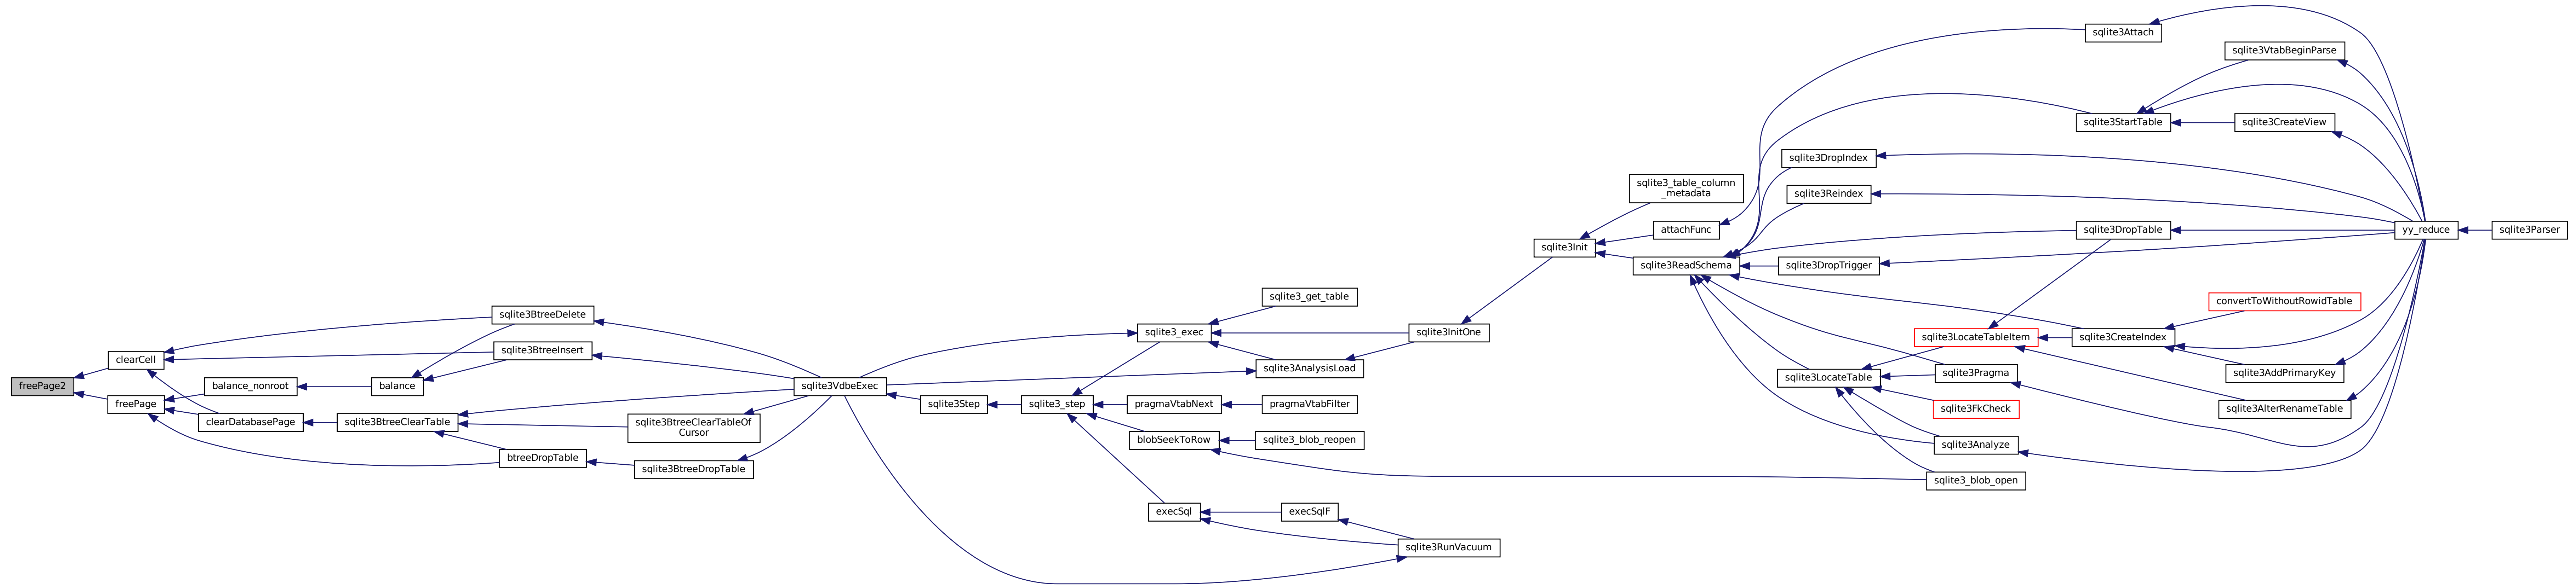 freePage2
clearCell
freePage
balance_nonroot
clearDatabasePage
balance
sqlite3BtreeClearTable
sqlite3BtreeDelete
sqlite3BtreeInsert
btreeDropTable
sqlite3BtreeClearTableOf
Cursor
sqlite3BtreeDropTable
sqlite3VdbeExec
sqlite3Step
sqlite3_step
sqlite3_exec
pragmaVtabNext
blobSeekToRow
execSql
sqlite3_get_table
sqlite3AnalysisLoad
pragmaVtabFilter
sqlite3_blob_reopen
execSqlF
sqlite3InitOne
sqlite3RunVacuum
sqlite3Init
sqlite3_table_column
_metadata
attachFunc
sqlite3ReadSchema
sqlite3DropIndex
sqlite3Reindex
sqlite3DropTrigger
sqlite3LocateTable
sqlite3LocateTableItem
sqlite3Pragma
sqlite3FkCheck
sqlite3Analyze
sqlite3_blob_open
sqlite3Attach
sqlite3StartTable
sqlite3DropTable
sqlite3CreateIndex
sqlite3VtabBeginParse
sqlite3CreateView
convertToWithoutRowidTable
sqlite3AddPrimaryKey
sqlite3AlterRenameTable
yy_reduce
sqlite3Parser